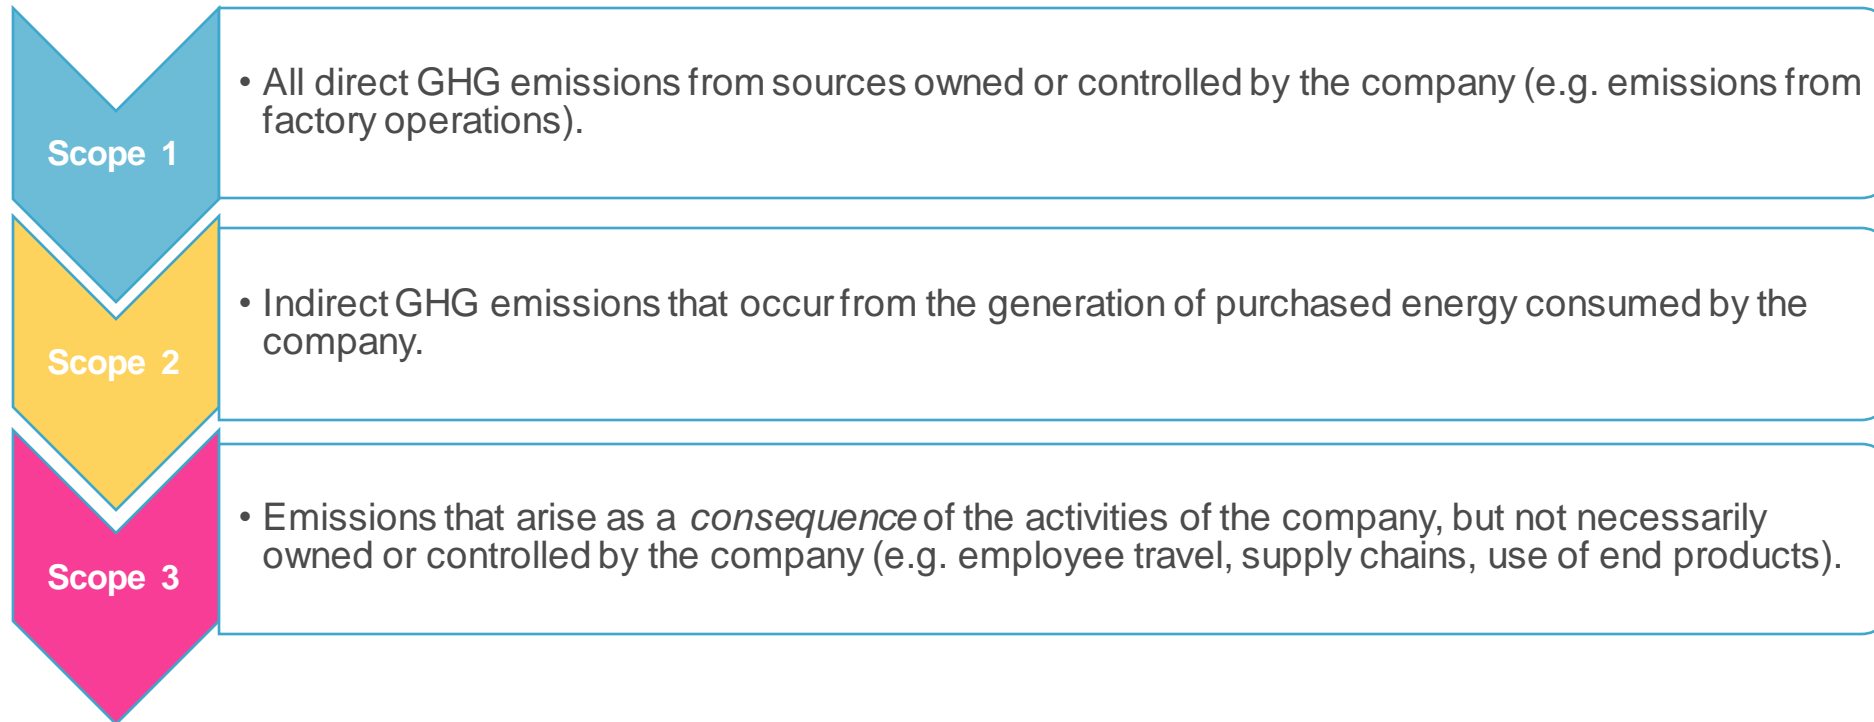 Scope 1
• All direct GHG emissions from sources owned or controlled by the company (e.g. emissions from
factory operations).
Scope 2
• Indirect GHG emissions that occur from the generation of purchased energy consumed by the
company.
Scope 3
• Emissions that arise as a consequence of the activities of the company, but not necessarily
owned or controlled by the company (e.g. employee travel, supply chains, use of end products).